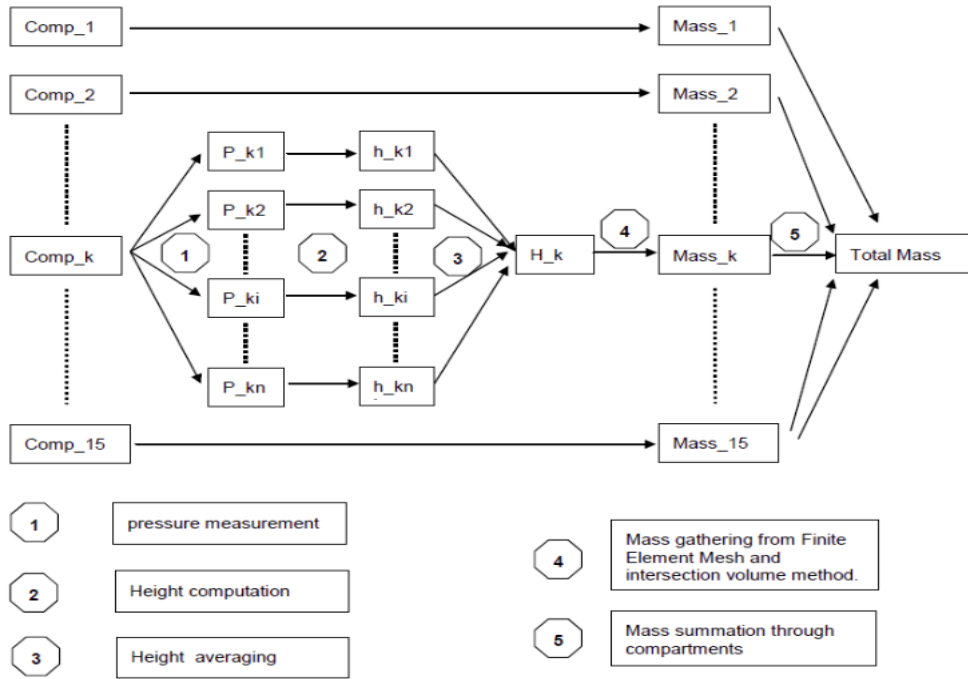 Comp_1
Mass_1
Comp_2
Mass_2
P_k1
h_k1
P_k2
h_k2
Comp_k
1
2
3
H_k
4
Mass_k
5
Total Mass
P_ki
h_ki
P_kn
h_kn
Comp_15
Mass_15
1
pressure measurement
2
Height computation
3
Height averaging
4
Mass gathering from Finite
Element Mesh and
intersection volume method.
5
Mass summation through
compartments